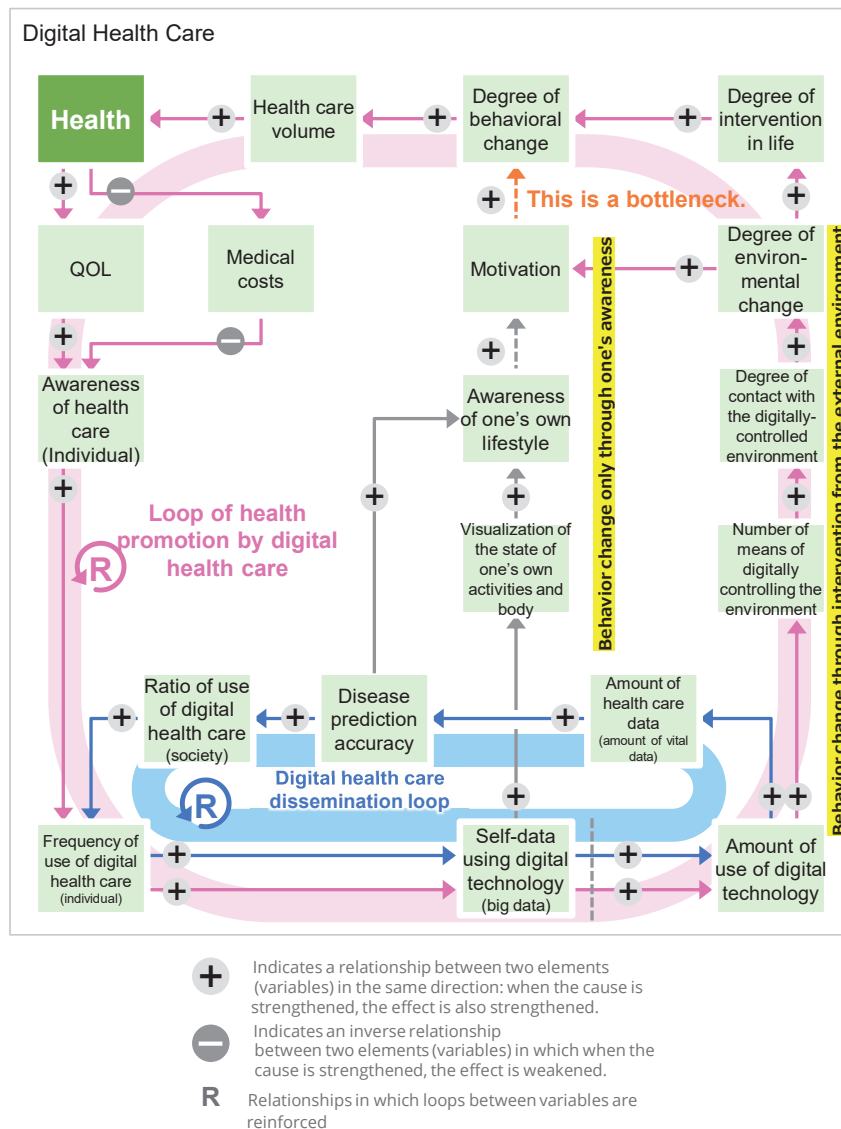 Digital Health Care
Health
Health care
volume
Degree of
behavioral
change
Degree of
intervention
in life
+
+
+
+
−
+
This is a bottleneck.
+
QOL
Medical
costs
Motivation
+
Degree of
environ-
mental
change
+
−
+
+
Awareness
of health
care
(Individual)
Awareness
of one's own
lifestyle
Degree of
contact with
the digitally-
controlled
environment
+
+
+
+
Loop of health
promotion by digital
health care
R
Visualization of
the state of
one's own
activities and
body
Number of
means of
digitally
controlling the
environment
Behavior change only through one's awareness
Behavior change through intervention from the external environment
Ratio of use
of digital
health care
(society)
Disease
prediction
accuracy
Amount of
health care
data
(amount of vital
data)
+
+
+
Digital health care
dissemination loop
R
+
+
+
Frequency of
use of digital
health care
(individual)
Self-data
using digital
technology
(big data)
Amount of
use of digital
technology
+
+
+
+
+
Indicates a relationship between two elements
(variables) in the same direction: when the cause is
strengthened, the effect is also strengthened.
−
Indicates an inverse relationship
between two elements (variables) in which when the
cause is strengthened, the effect is weakened.
R
Relationships in which loops between variables are
reinforced